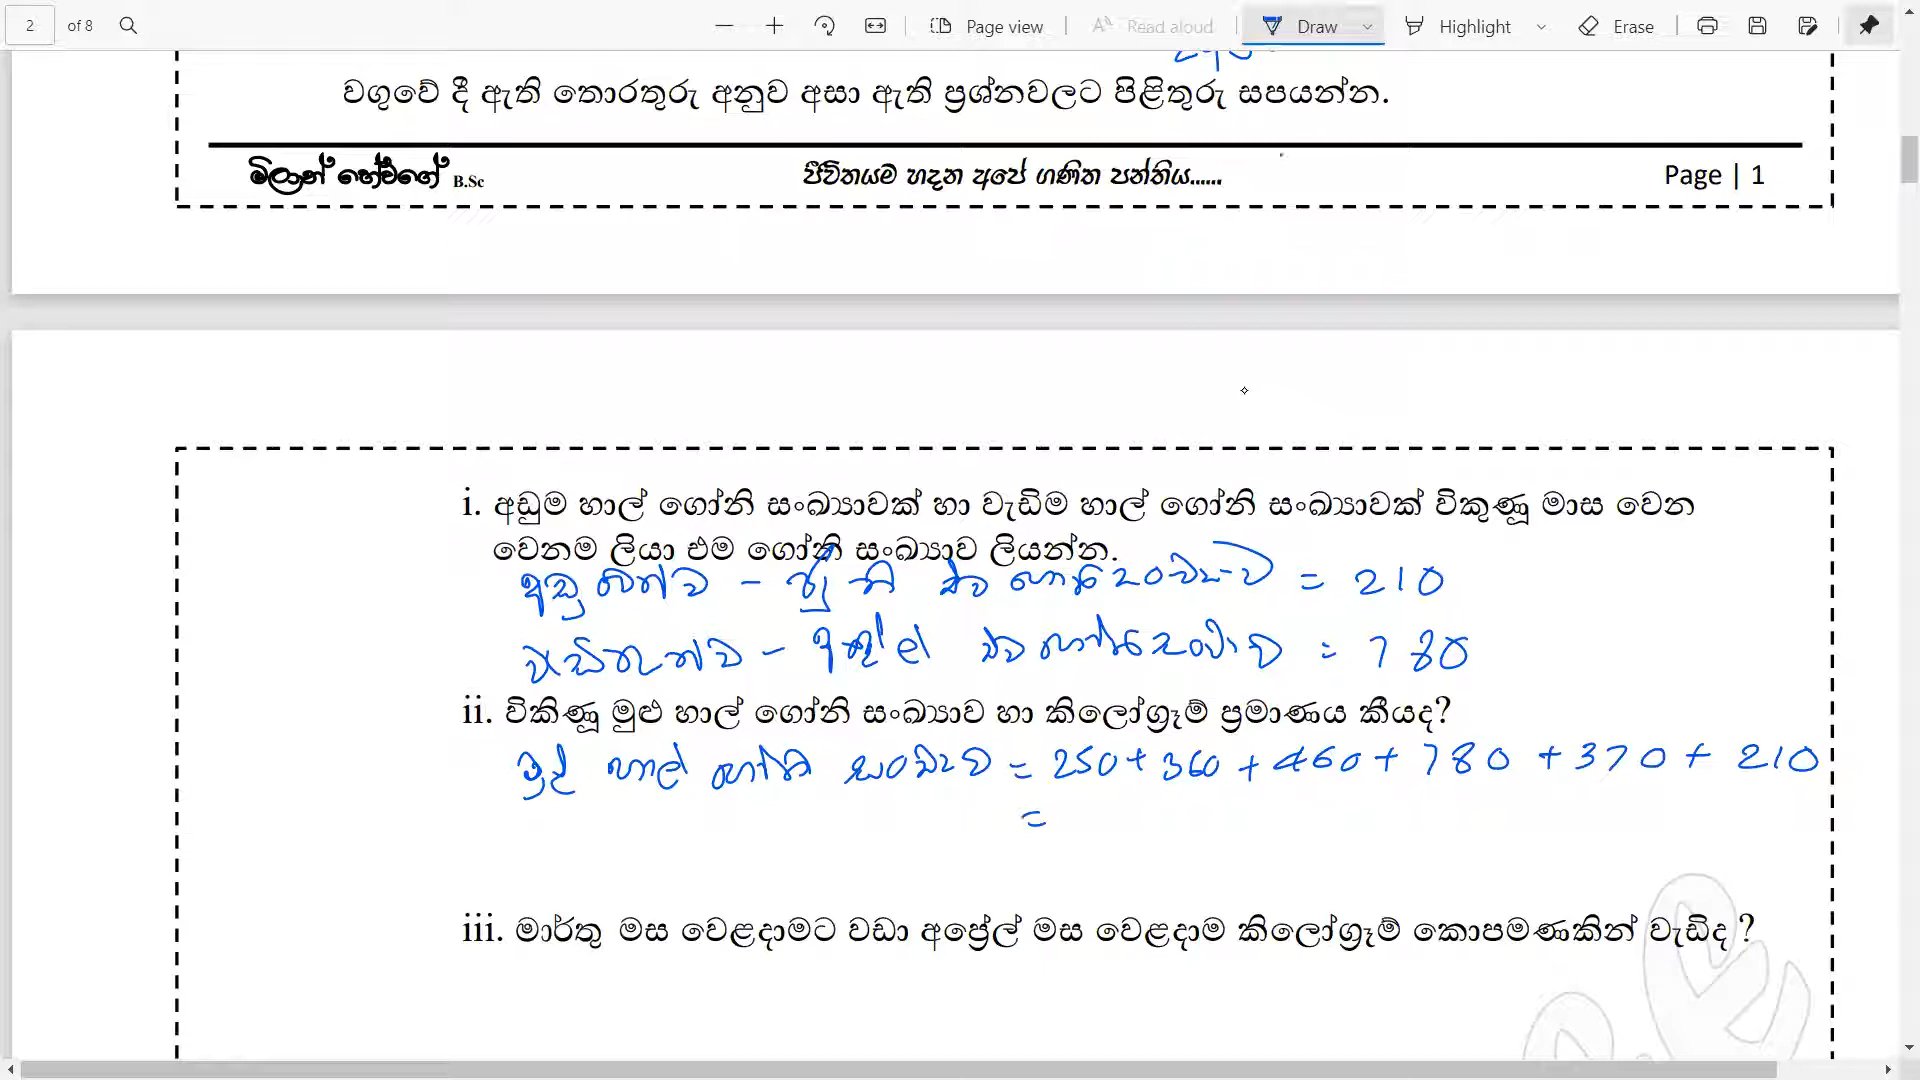 2 of 8 Page view Read aloud Draw Highlight Erase
වගුවේ දී ඇති තොරතුරු අනුව අසා ඇති ප්‍රශ්නවලට පිළිතුරු සපයන්න.
මිලාන් හේවගේ B.Sc ජීවිතයම හදන අපේ ගණිත පන්තිය...... Page | 1
i. අඩුම හාල් ගෝනි සංඛ්‍යාවක් හා වැඩිම හාල් ගෝනි සංඛ්‍යාවක් විකුණූ මාස වෙන
වෙනම ලියා එම ගෝනි සංඛ්‍යාව ලියන්න.
= 210
= 780
ii. විකිණූ මුළු හාල් ගෝනි සංඛ්‍යාව හා කිලෝග්‍රෑම් ප්‍රමාණය කීයද?
මුළු හාල් ගෝනි සංඛ්‍යාව = 250 + 360 + 460 + 780 + 370 + 210
=
iii. මාර්තු මස වෙළදාමට වඩා අප්‍රේල් මස වෙළදාම කිලෝග්‍රෑම් කොපමණකින් වැඩිද ?